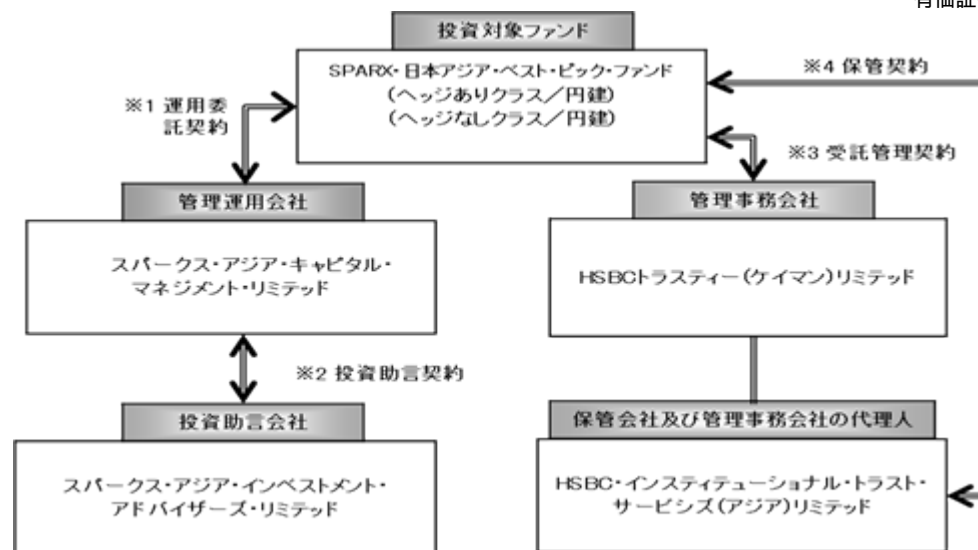 有価証
投資対象ファンド
SPARX・日本アジア・ベスト・ピック・ファンド
(ヘッジありクラス／円建)
(ヘッジなしクラス／円建)
※4 保管契約
※1 運用委
託契約
※3 受託管理契約
管理運用会社
スパークス・アジア・キャピタル・
マネジメント・リミテッド
管理事務会社
HSBCトラスティー(ケイマン)リミテッド
※2 投資助言契約
投資助言会社
スパークス・アジア・インベストメント・
アドバイザーズ・リミテッド
保管会社及び管理事務会社の代理人
HSBC・インスティテューショナル・トラスト・
サービシズ(アジア)リミテッド